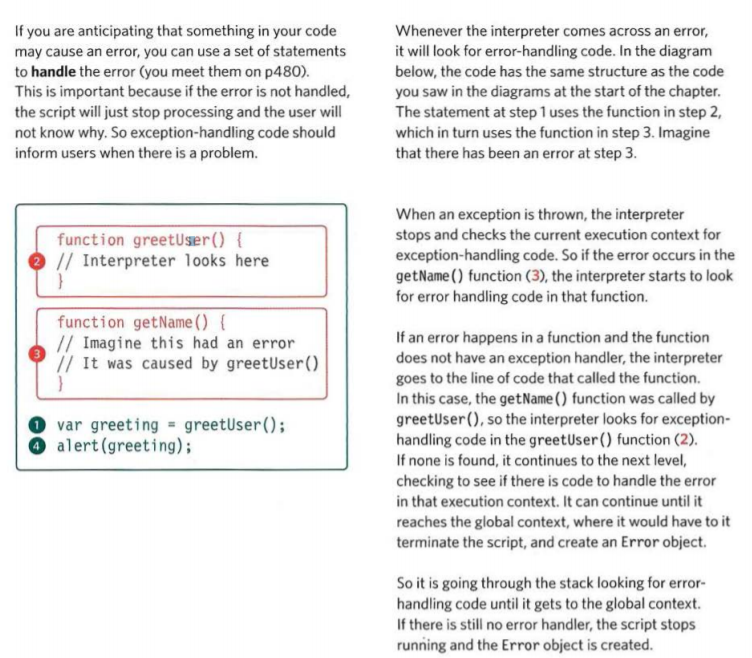 If you are anticipating that something in your code
may cause an error, you can use a set of statements
to handle the error (you meet them on p480).
This is important because if the error is not handled,
the script will just stop processing and the user will
not know why. So exception-handling code should
inform users when there is a problem.
function greetUser() {
2 // Interpreter looks here
}
function getName() {
// Imagine this had an error
3 // It was caused by greetUser()
}
1 var greeting = greetUser();
4 alert(greeting);
Whenever the interpreter comes across an error,
it will look for error-handling code. In the diagram
below, the code has the same structure as the code
you saw in the diagrams at the start of the chapter.
The statement at step 1 uses the function in step 2,
which in turn uses the function in step 3. Imagine
that there has been an error at step 3.
When an exception is thrown, the interpreter
stops and checks the current execution context for
exception-handling code. So if the error occurs in the
getName() function (3), the interpreter starts to look
for error handling code in that function.
If an error happens in a function and the function
does not have an exception handler, the interpreter
goes to the line of code that called the function.
In this case, the getName() function was called by
greetUser(), so the interpreter looks for exception-
handling code in the greetUser() function (2).
If none is found, it continues to the next level,
checking to see if there is code to handle the error
in that execution context. It can continue until it
reaches the global context, where it would have to it
terminate the script, and create an Error object.
So it is going through the stack looking for error-
handling code until it gets to the global context.
If there is still no error handler, the script stops
running and the Error object is created.